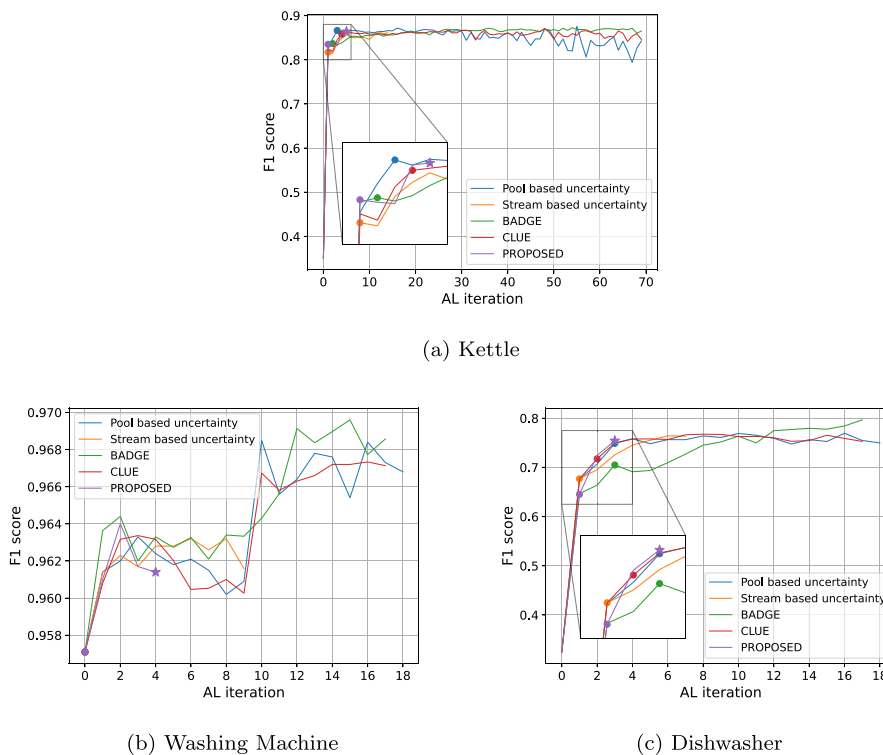 0.9
0.8
0.7
0.6
0.5
0.4
F1 score
Pool based uncertainty
Stream based uncertainty
BADGE
CLUE
PROPOSED
0 10 20 30 40 50 60 70
AL iteration
(a) Kettle
0.970
0.968
0.966
0.964
0.962
0.960
0.958
F1 score
Pool based uncertainty
Stream based uncertainty
BADGE
CLUE
PROPOSED
0 2 4 6 8 10 12 14 16 18
AL iteration
(b) Washing Machine
0.8
0.7
0.6
0.5
0.4
F1 score
Pool based uncertainty
Stream based uncertainty
BADGE
CLUE
PROPOSED
0 2 4 6 8 10 12 14 16 18
AL iteration
(c) Dishwasher